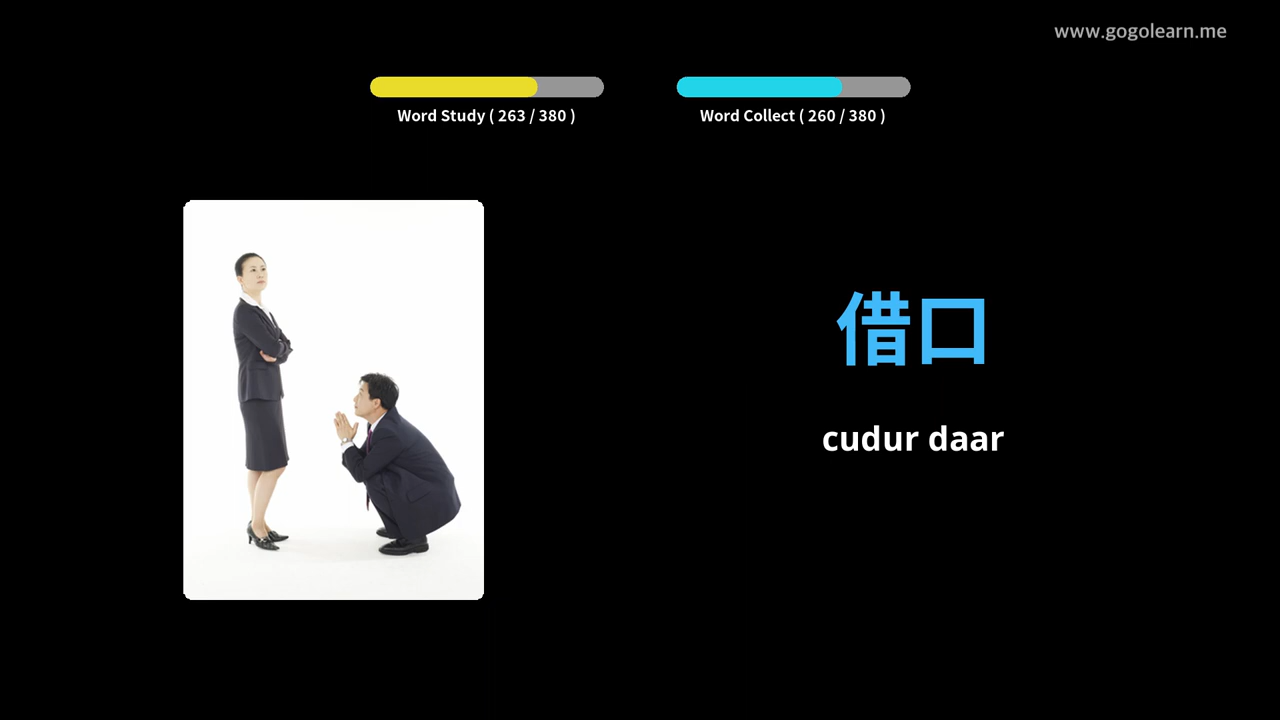 www.gogolearn.me
Word Study ( 263 / 380 )
Word Collect ( 260 / 380 )
借口
cudur daar